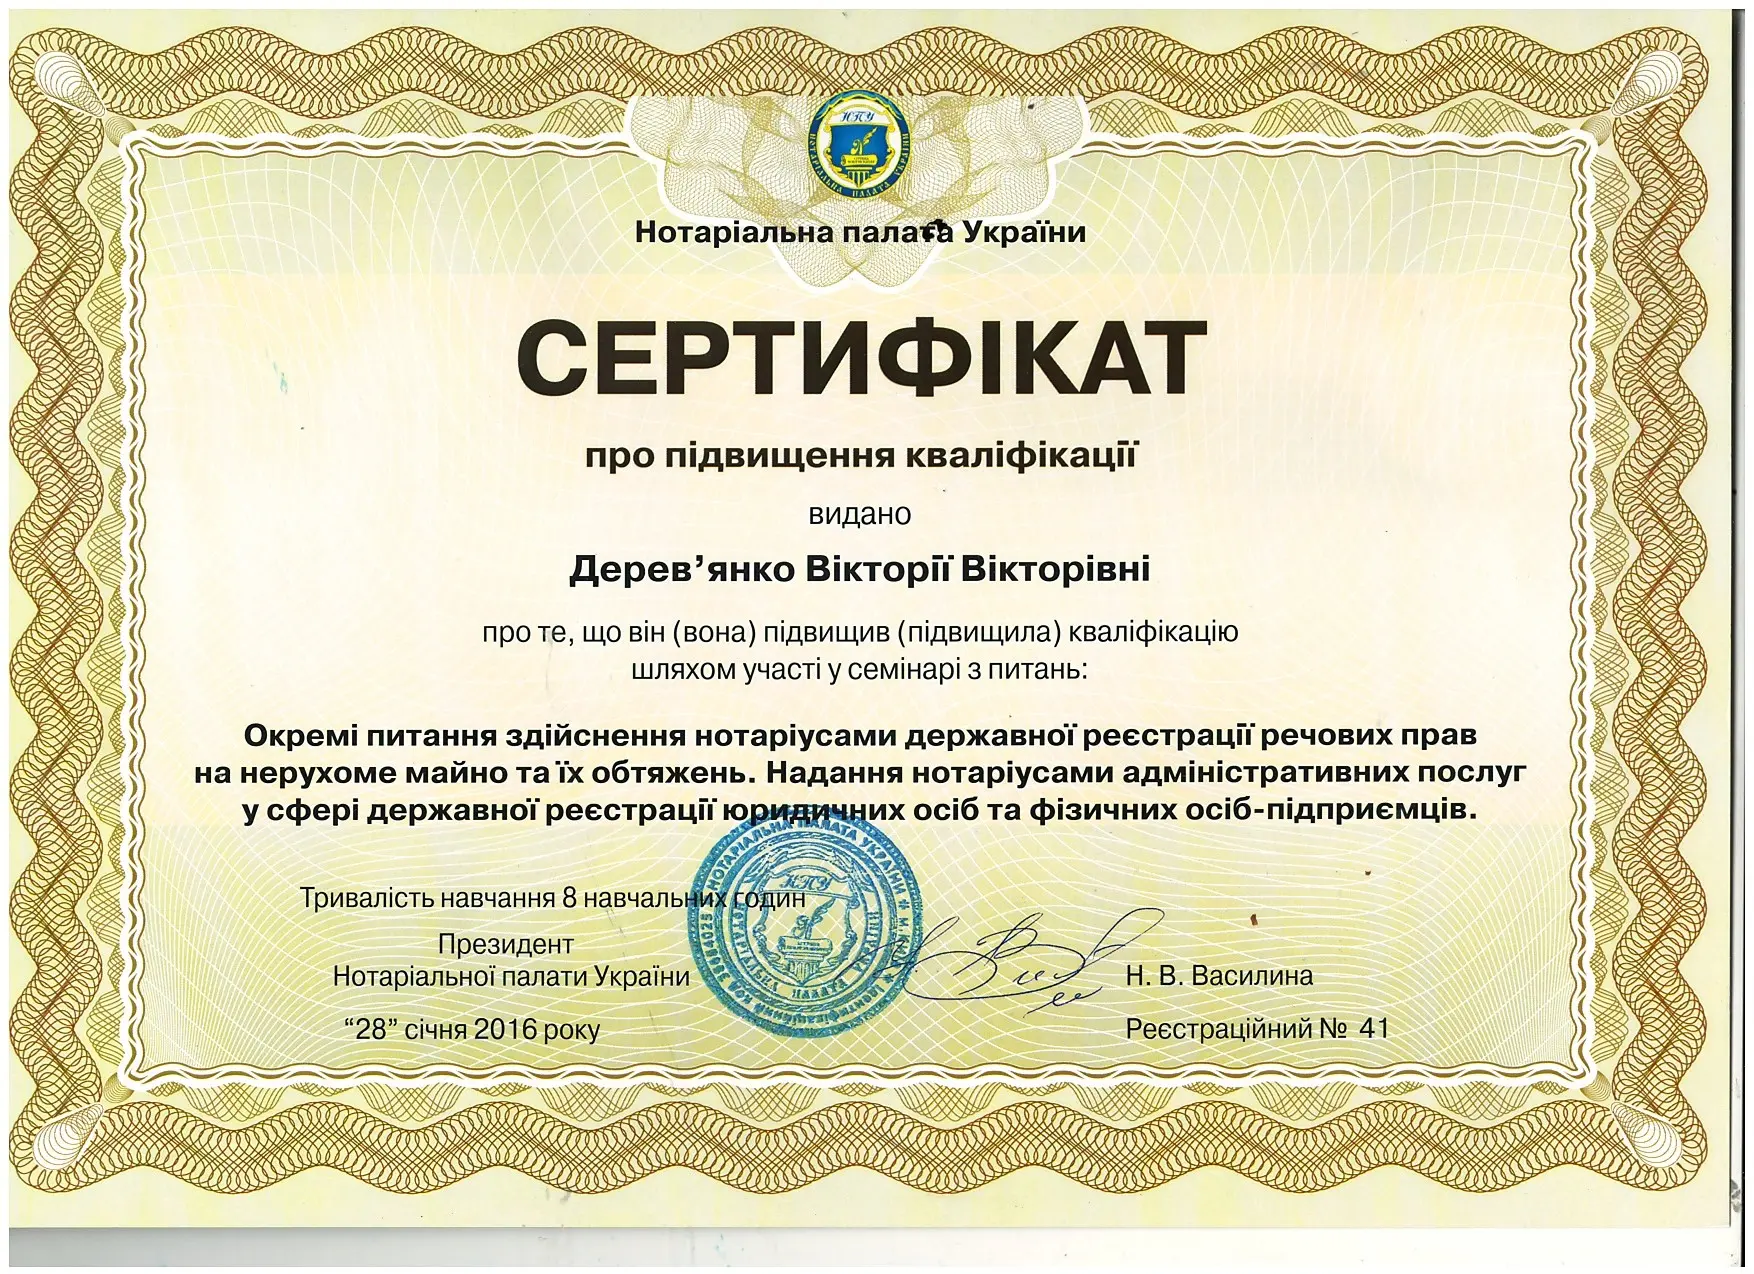 НПУ
НОТАРІАЛЬНА ПАЛАТА УКРАЇНИ
Нотаріальна палата України
СЕРТИФІКАТ
про підвищення кваліфікації
видано
Дерев’янко Вікторії Вікторівні
про те, що він (вона) підвищив (підвищила) кваліфікацію
шляхом участі у семінарі з питань:
Окремі питання здійснення нотаріусами державної реєстрації речових прав
на нерухоме майно та їх обтяжень. Надання нотаріусами адміністративних послуг
у сфері державної реєстрації юридичних осіб та фізичних осіб-підприємців.
Тривалість навчання 8 навчальних годин
НОТАРІАЛЬНА ПАЛАТА УКРАЇНИ
НПУ
Президент
Нотаріальної палати України
Н. В. Василина
“28” січня 2016 року
Реєстраційний № 41